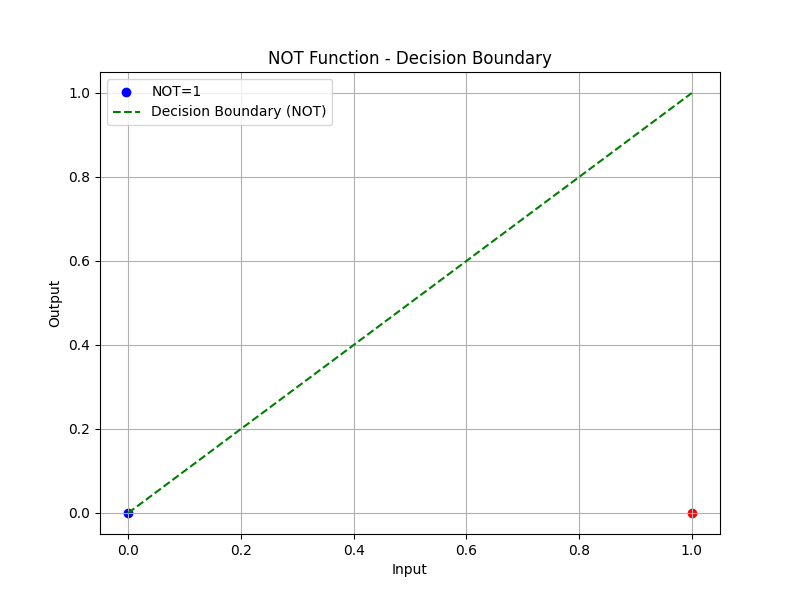 NOT Function - Decision Boundary
NOT=1
Decision Boundary (NOT)
1.0
0.8
0.6
0.4
0.2
0.0
Output
0.0 0.2 0.4 0.6 0.8 1.0
Input